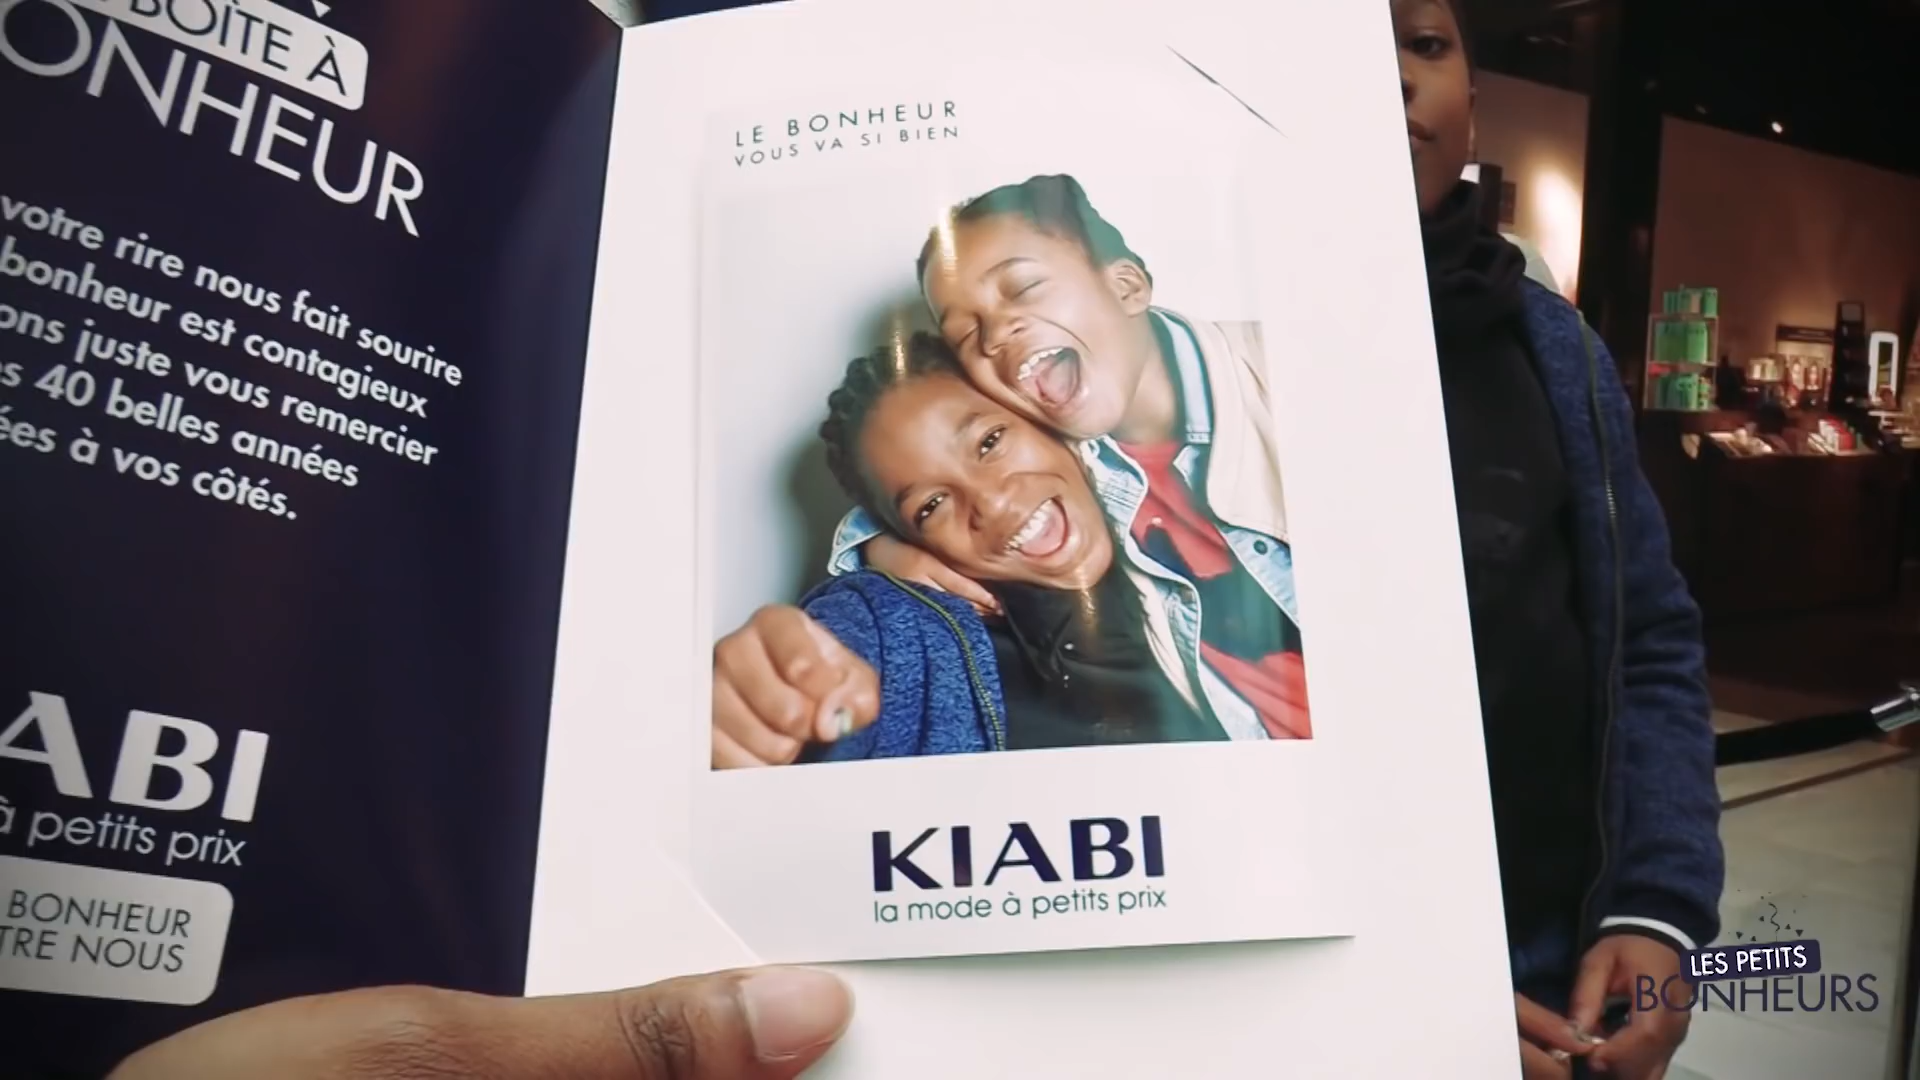 BOÎTE À
ONHEUR
votre rire nous fait sourire
bonheur est contagieux
ons juste vous remercier
s 40 belles années
ées à vos côtés.
ABI
à petits prix
BONHEUR
TRE NOUS
LE BONHEUR
VOUS VA SI BIEN
KIABI
la mode à petits prix
LES PETITS
BONHEURS